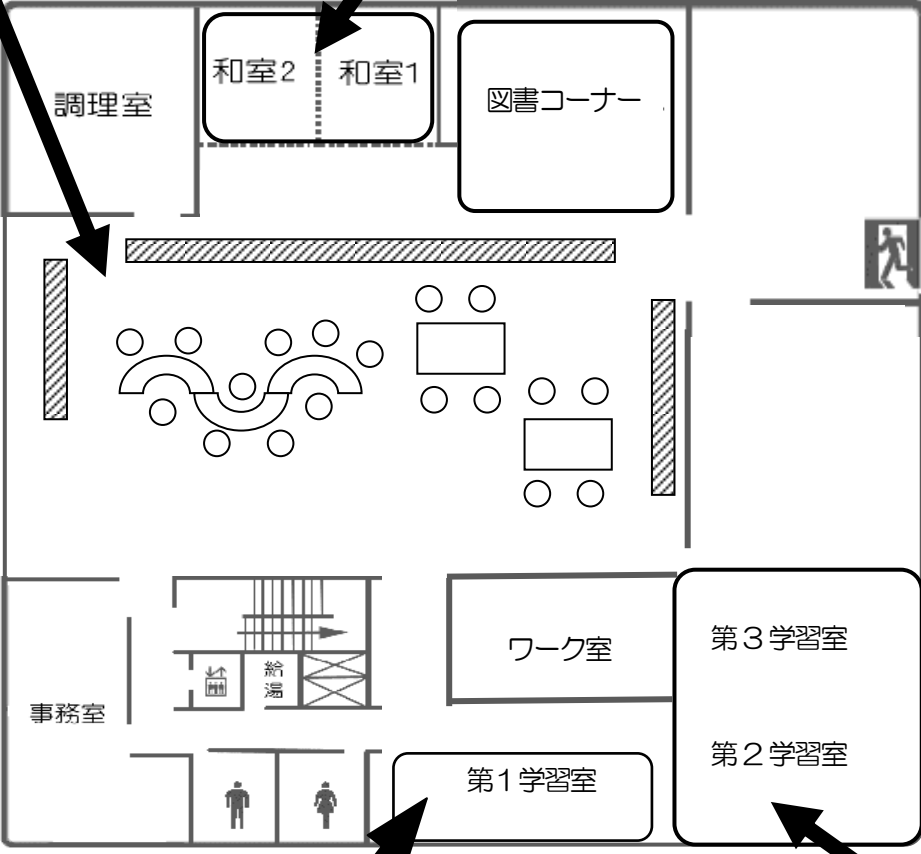 和室2
和室1
図書コーナー
調理室
ワーク室
第3学習室
給湯
事務室
第2学習室
第1学習室